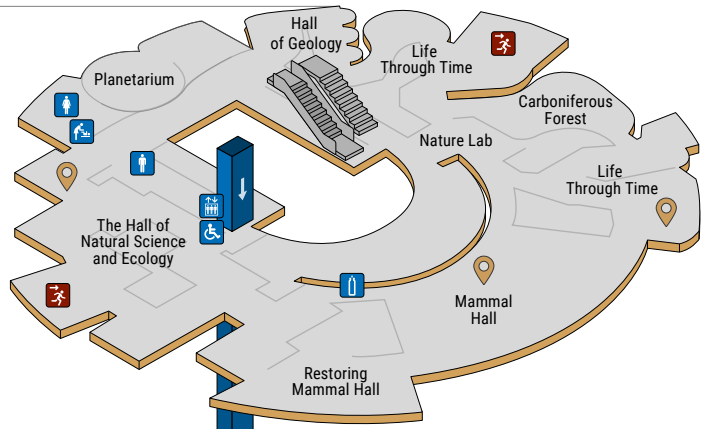 Hall
of Geology
Life
Through Time
Planetarium
Carboniferous
Forest
Nature Lab
Life
Through Time
The Hall of
Natural Science
and Ecology
Mammal
Hall
Restoring
Mammal Hall